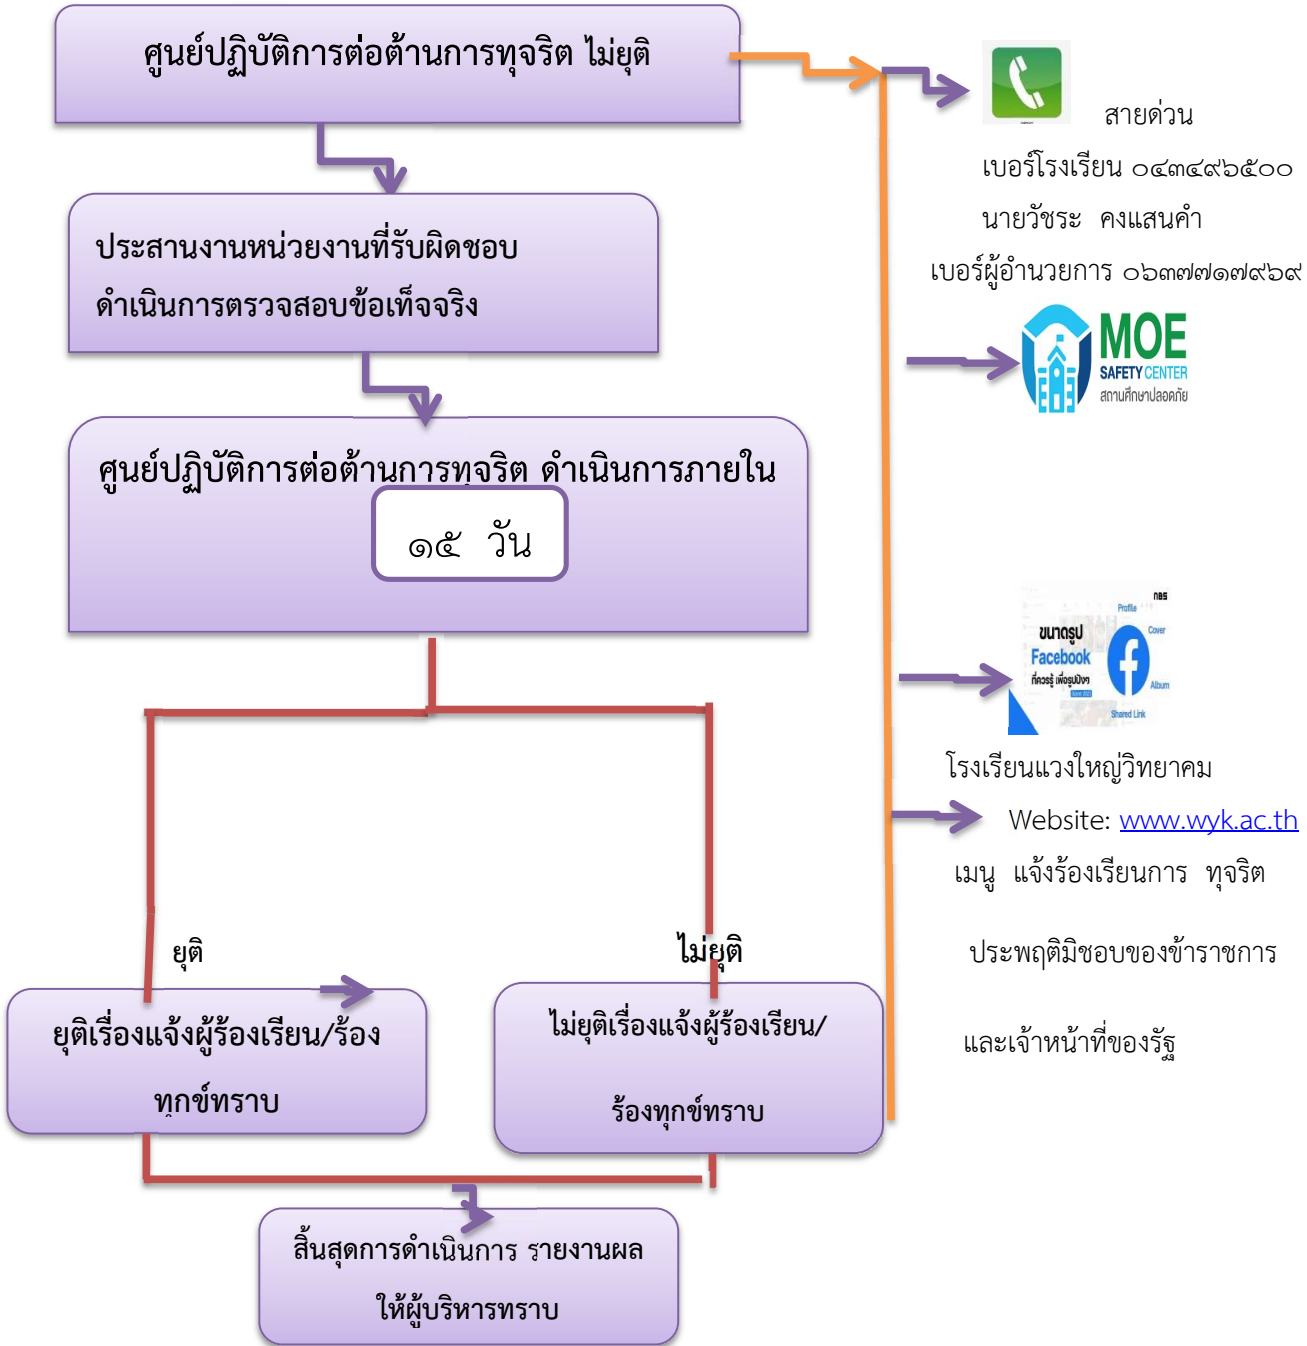 ศูนย์ปฏิบัติการต่อต้านการทุจริต ไม่ยุติ
ประสานงานหน่วยงานที่รับผิดชอบ
ดำเนินการตรวจสอบข้อเท็จจริง
ศูนย์ปฏิบัติการต่อต้านการทุจริต ดำเนินการภายใน
๑๕ วัน
ยุติ
ไม่ยุติ
ยุติเรื่องแจ้งผู้ร้องเรียน/ร้อง
ทุกข์ทราบ
ไม่ยุติเรื่องแจ้งผู้ร้องเรียน/
ร้องทุกข์ทราบ
สิ้นสุดการดำเนินการ รายงานผล
ให้ผู้บริหารทราบ
สายด่วน
เบอร์โรงเรียน ๐๔๓๔๙๖๕๐๐
นายวัชระ คงแสนคำ
เบอร์ผู้อำนวยการ ๐๖๓๗๗๑๗๙๖๙
MOE
SAFETY CENTER
สถานศึกษาปลอดภัย
ขนาดรูป
Facebook
ที่ควรรู้ เพื่อรูปปังๆ
Profile
Cover
Album
Shared Link
โรงเรียนแวงใหญ่วิทยาคม
Website: www.wyk.ac.th
เมนู แจ้งร้องเรียนการ ทุจริต
ประพฤติมิชอบของข้าราชการ
และเจ้าหน้าที่ของรัฐ